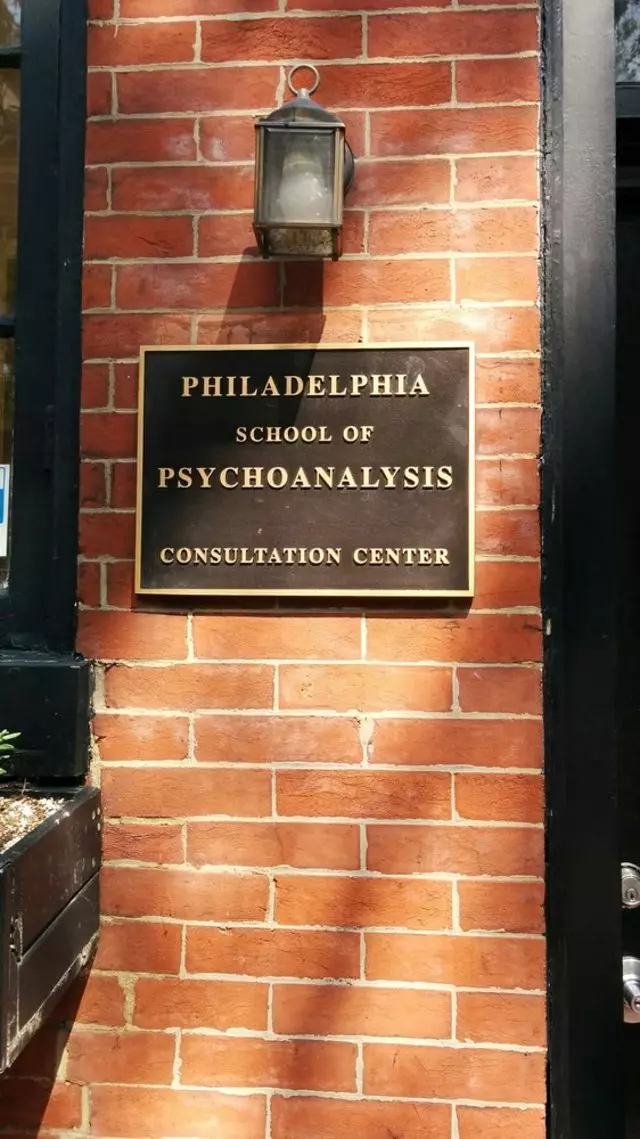 PHILADELPHIA
SCHOOL OF
PSYCHOANALYSIS
CONSULTATION CENTER